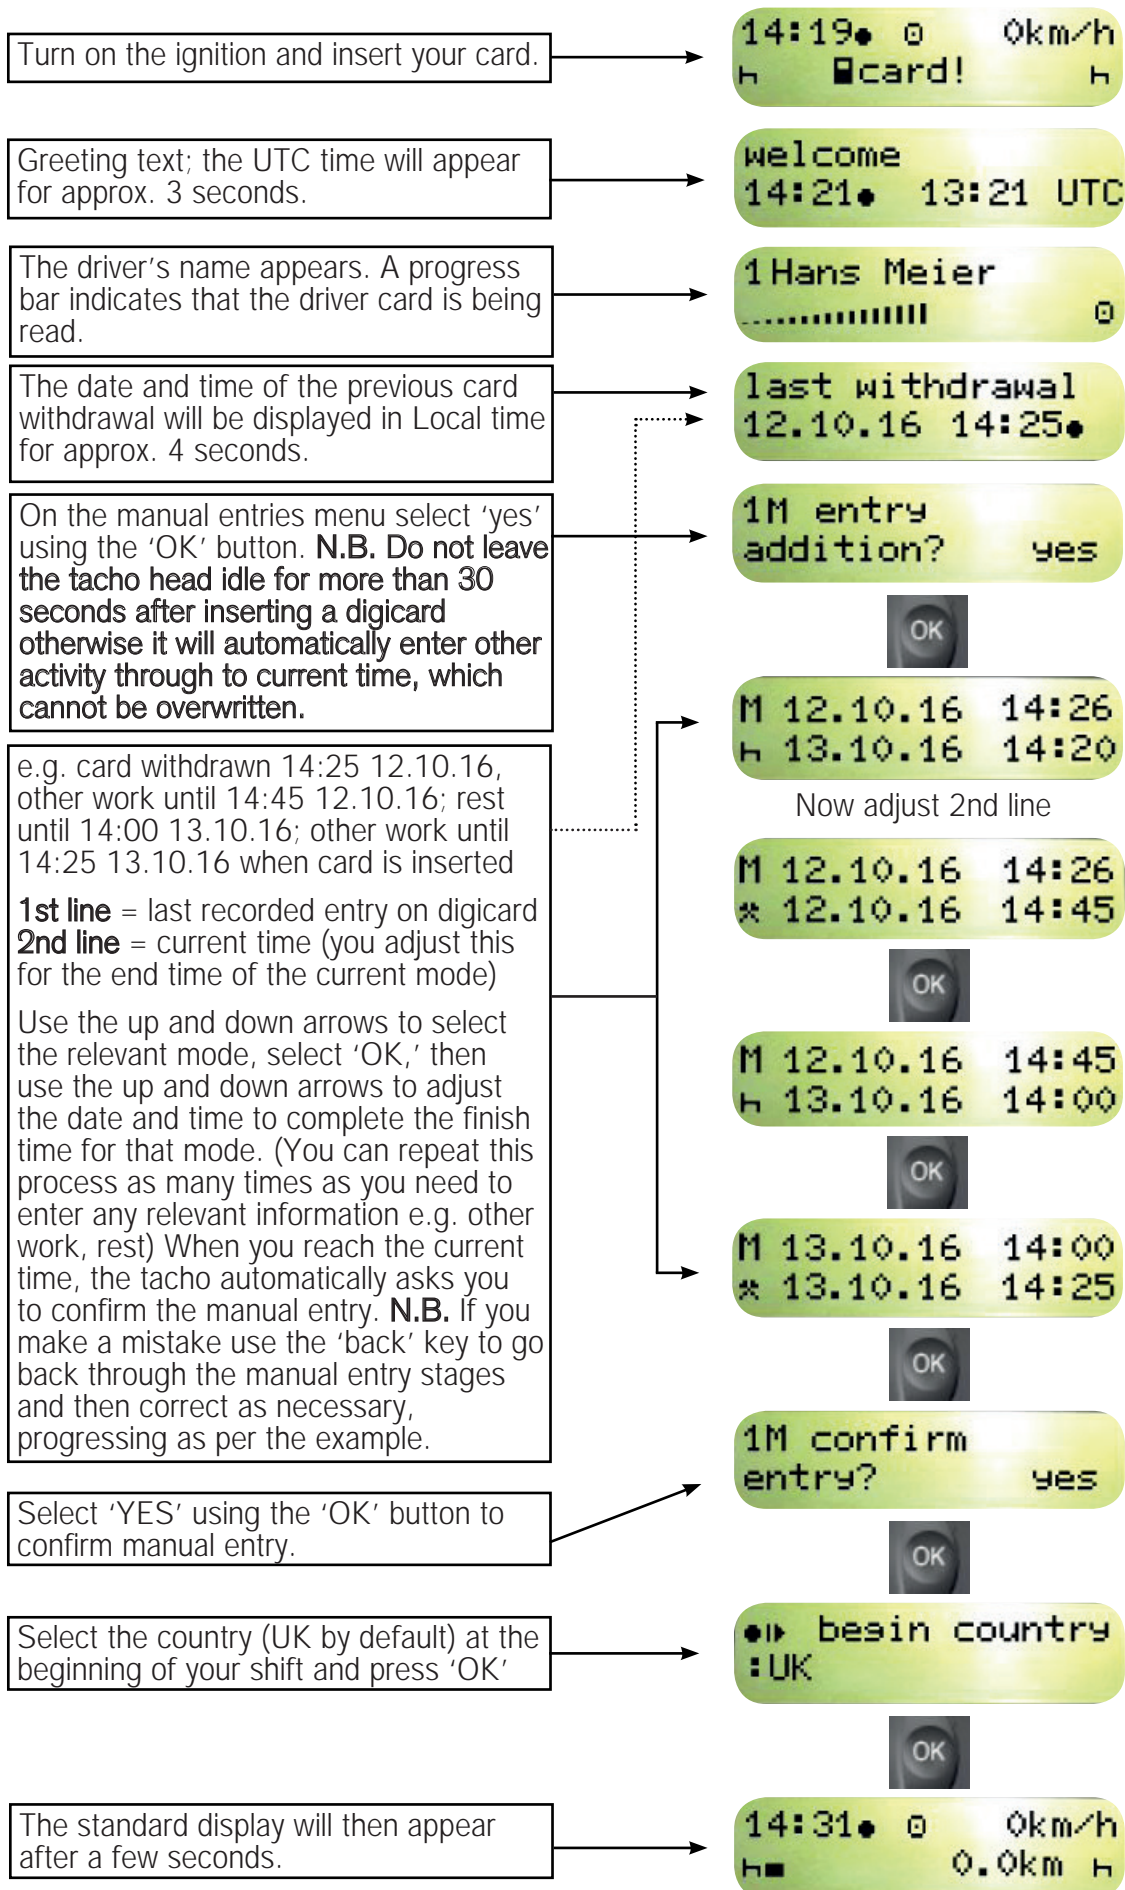 Turn on the ignition and insert your card.
14:19● ⊙ 0km/h
card!
Greeting text; the UTC time will appear
for approx. 3 seconds.
welcome
14:21● 13:21 UTC
The driver's name appears. A progress
bar indicates that the driver card is being
read.
1 Hans Meier
⊙
The date and time of the previous card
withdrawal will be displayed in Local time
for approx. 4 seconds.
last withdrawal
12.10.16 14:25●
On the manual entries menu select ‘yes’
using the ‘OK’ button. N.B. Do not leave
the tacho head idle for more than 30
seconds after inserting a digicard
otherwise it will automatically enter other
activity through to current time, which
cannot be overwritten.
1M entry
addition? yes
OK
e.g. card withdrawn 14:25 12.10.16,
other work until 14:45 12.10.16; rest
until 14:00 13.10.16; other work until
14:25 13.10.16 when card is inserted
1st line = last recorded entry on digicard
2nd line = current time (you adjust this
for the end time of the current mode)
Use the up and down arrows to select
the relevant mode, select ‘OK,’ then
use the up and down arrows to adjust
the date and time to complete the finish
time for that mode. (You can repeat this
process as many times as you need to
enter any relevant information e.g. other
work, rest) When you reach the current
time, the tacho automatically asks you
to confirm the manual entry. N.B. If you
make a mistake use the ‘back’ key to go
back through the manual entry stages
and then correct as necessary,
progressing as per the example.
M 12.10.16 14:26
13.10.16 14:20
Now adjust 2nd line
M 12.10.16 14:26
12.10.16 14:45
OK
M 12.10.16 14:45
13.10.16 14:00
OK
M 13.10.16 14:00
13.10.16 14:25
OK
Select ‘YES’ using the ‘OK’ button to
confirm manual entry.
1M confirm
entry? yes
OK
Select the country (UK by default) at the
beginning of your shift and press ‘OK’
begin country
:UK
OK
The standard display will then appear
after a few seconds.
14:31● ⊙ 0km/h
0.0km